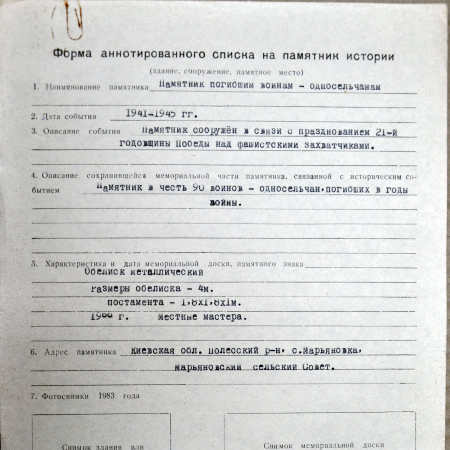 Форма аннотированного списка на памятник истории
(здание, сооружение, памятное место)
1. Наименование памятника Памятник погибшим воинам - односельчанам
2. Дата события 1941-1945 гг.
3. Описание события Памятник сооружён в связи с празднованием 21-й
годовщины Победы над фашистскими захватчиками.
4. Описание сохранившейся мемориальной части памятника, связанной с историческим со-
бытием Памятник в честь 90 воинов - односельчан,погибших в годы
войны.
5. Характеристика и дата мемориальной доски, памятного знака
Обелиск металлический
Размеры обелиска - 4м.
постамента - 1,8х1,8х1м.
г. Местные мастера.
6. Адрес памятника Киевская обл. Полесский р-н, с.Марьяновка,
Марьяновский сельский Совет.
7. Фотоснимки 1983 года
Снимок здания или
Снимок мемориальной доски